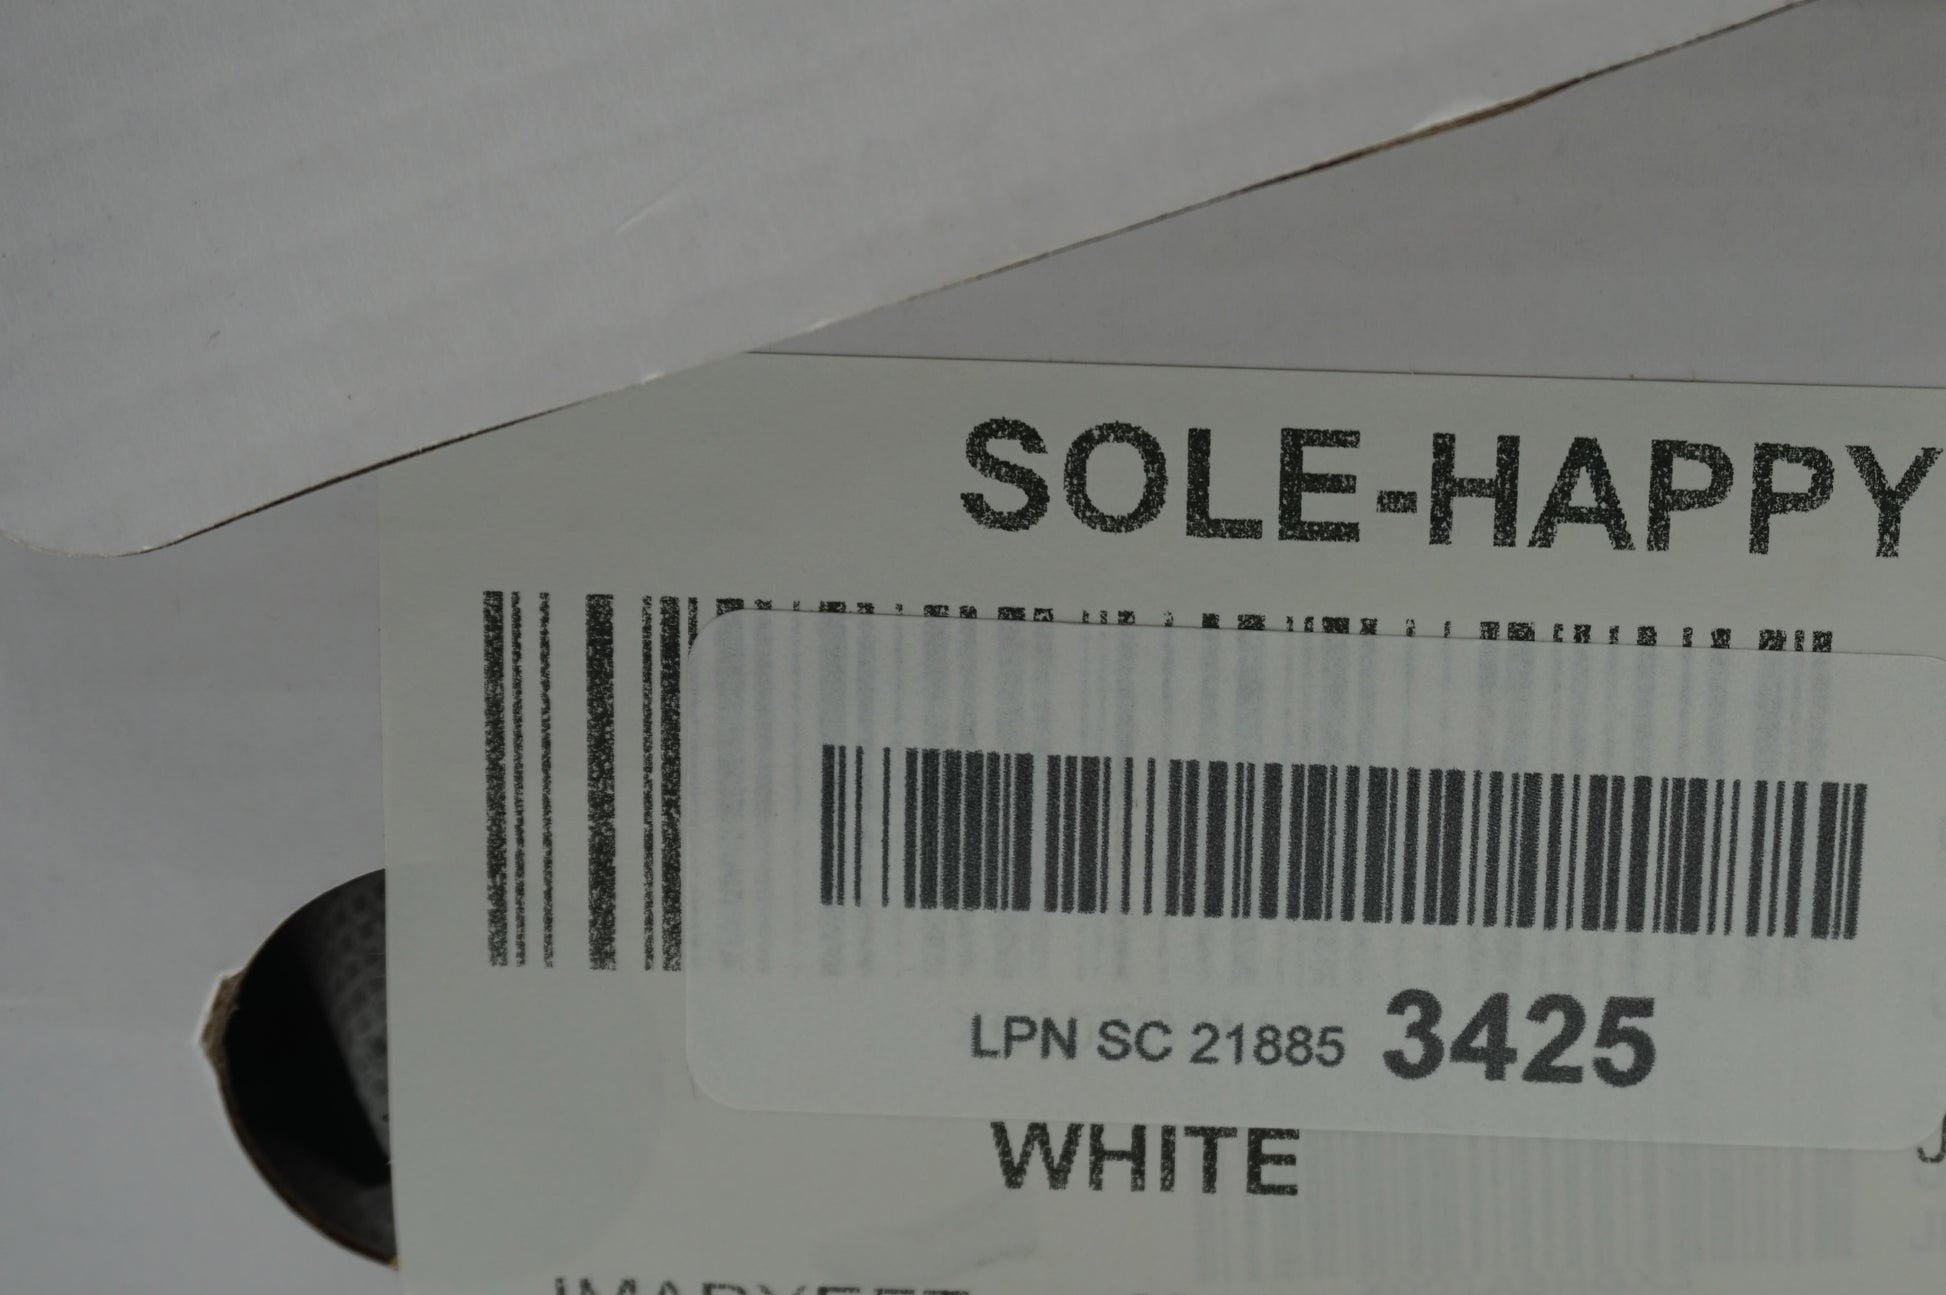 SOLE-HAPPY
LPN SC 21885 3425
WHITE